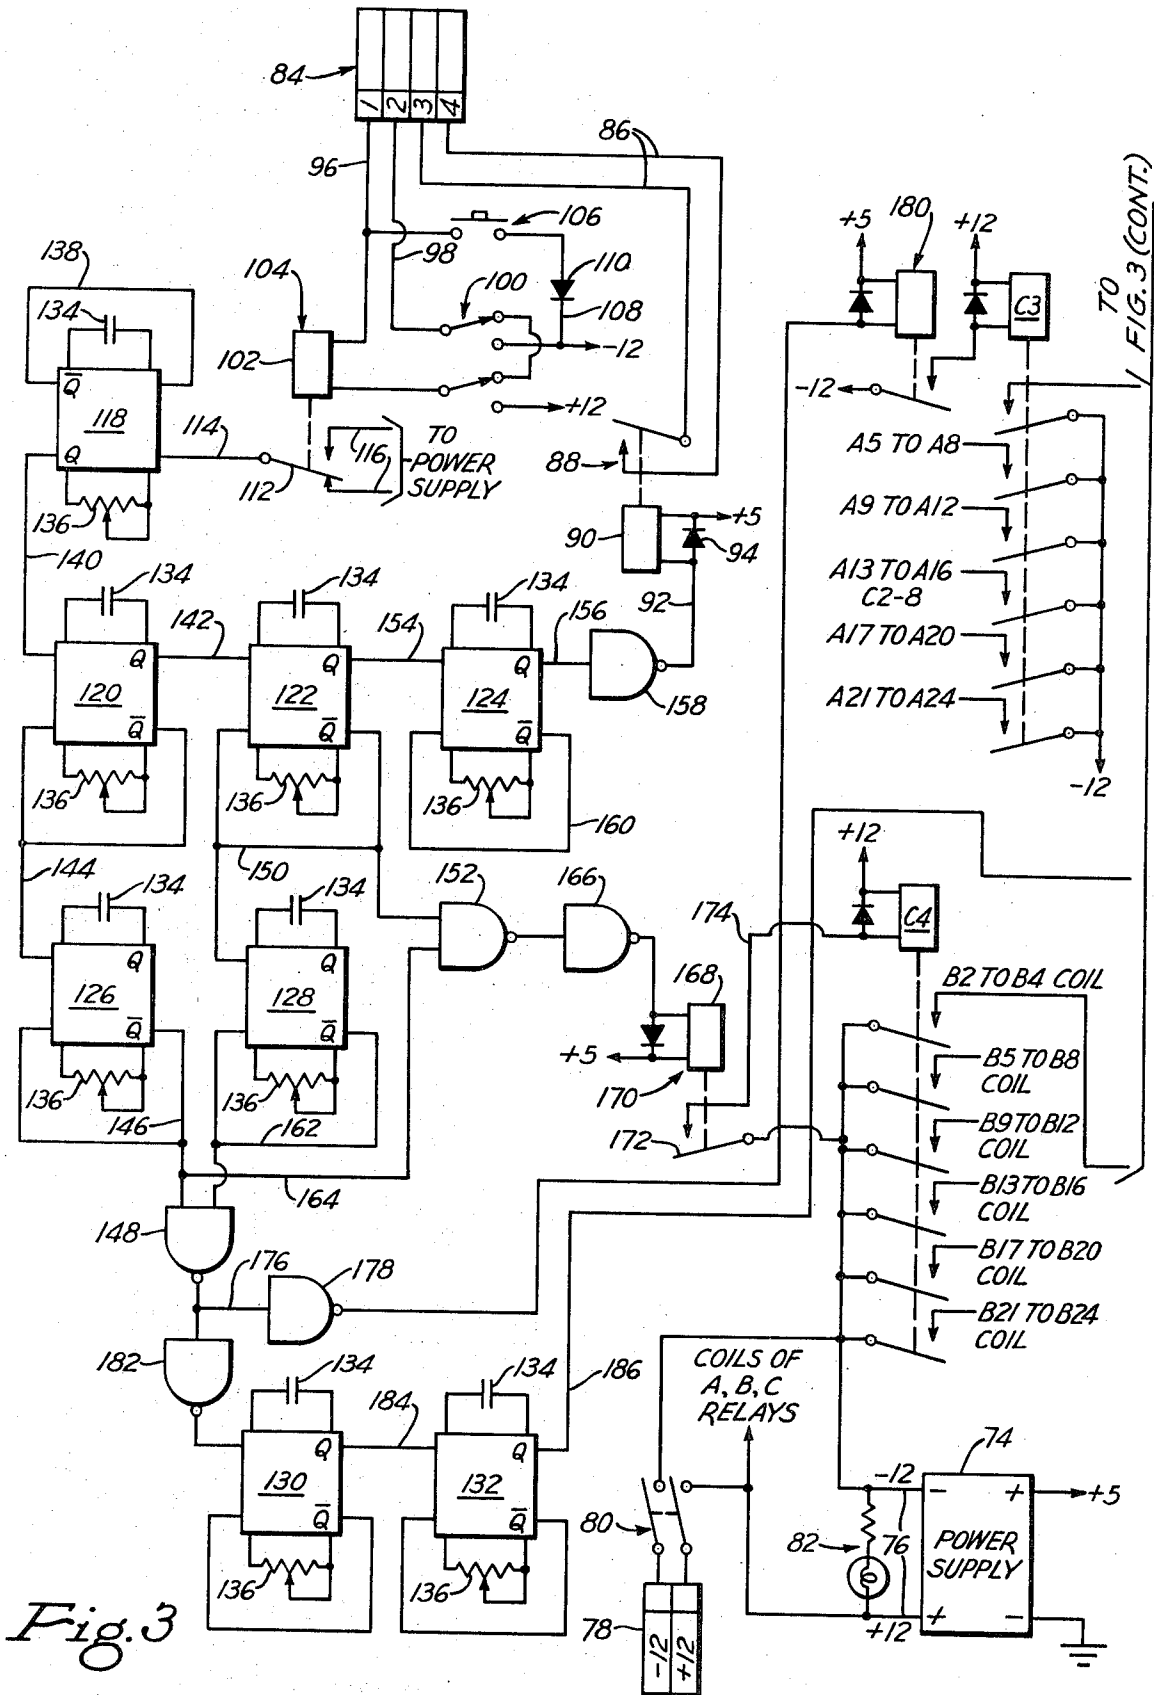 84
1 2 3 4
86
96
106
98
110
108
100
-12
+12
104
102
138
134
Q̅
118
Q
114
112
116
TO
POWER
SUPPLY
136
140
88
90
+5
94
92
+5
180
+12
C3
-12
TO
FIG. 3 (CONT.)
A5 TO A8
A9 TO A12
A13 TO A16
C2-8
A17 TO A20
A21 TO A24
-12
134
142
134
154
134
156
Q
120
Q̅
Q
122
Q̅
Q
124
Q̅
158
136
136
136
160
144
134
150
134
152
166
174
+12
C4
Q
126
Q̅
Q
128
Q̅
168
+5
170
172
136
146
136
162
164
B2 TO B4 COIL
B5 TO B8
COIL
B9 TO B12
COIL
B13 TO B16
COIL
B17 TO B20
COIL
B21 TO B24
COIL
148
176
178
182
134
184
134
186
Q
130
Q̅
Q
132
Q̅
136
136
COILS OF
A, B, C
RELAYS
80
78
-12
+12
82
-12
76
+12
74
- +
+5
POWER
SUPPLY
+ -
Fig. 3